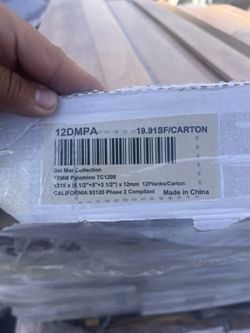 12DMPA 19.91SF/CARTON
Del Mar Collection
12MM Palomino TC1208
1215 x (6 1/2"+5"+3 1/2") x 12mm 12Planks/Carton
CALIFORNIA 93120 Phase 2 Compliant Made in China